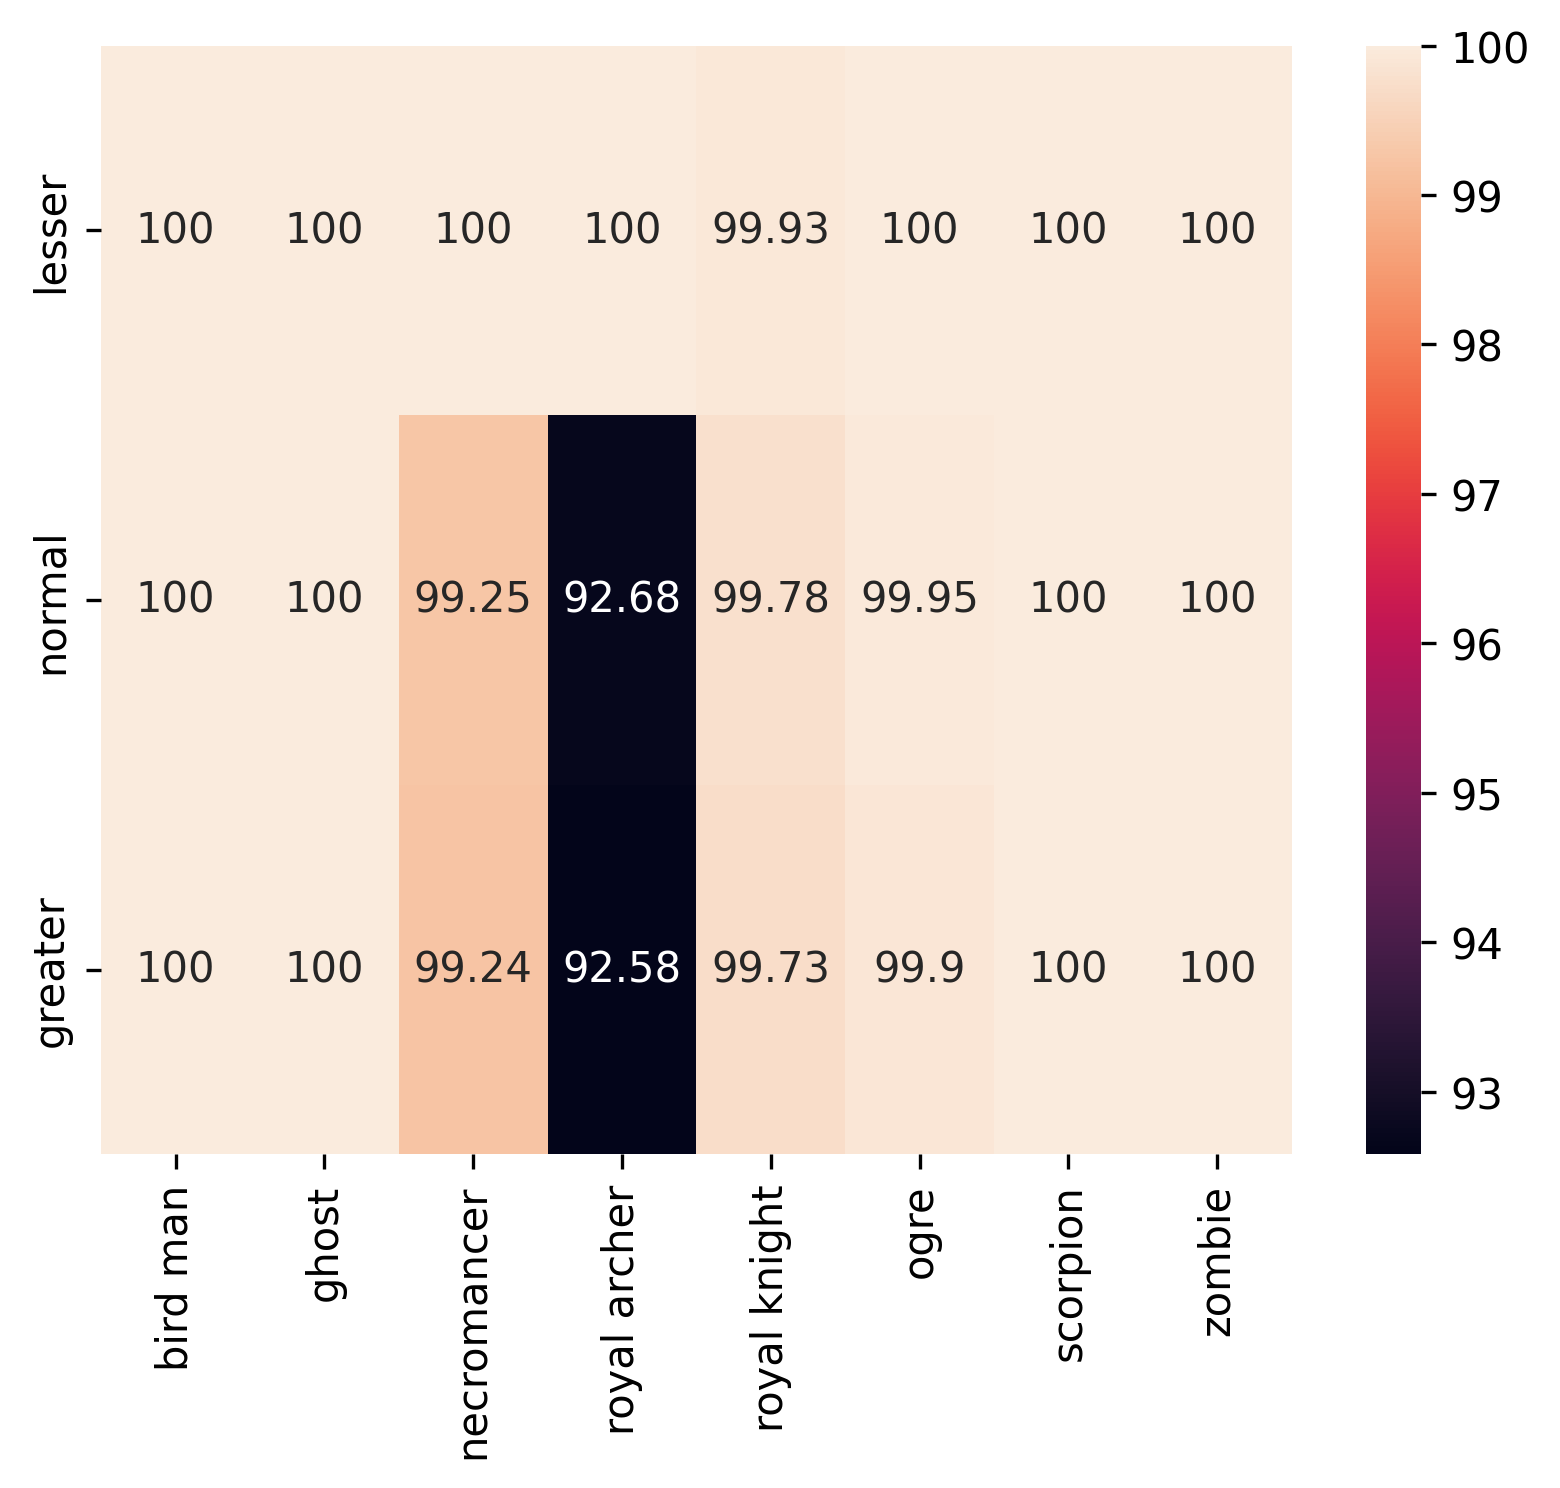 lesser 100 100 100 100 99.93 100 100 100
normal 100 100 99.25 92.68 99.78 99.95 100 100
greater 100 100 99.24 92.58 99.73 99.9 100 100
bird man
ghost
necromancer
royal archer
royal knight
ogre
scorpion
zombie
100
99
98
97
96
95
94
93